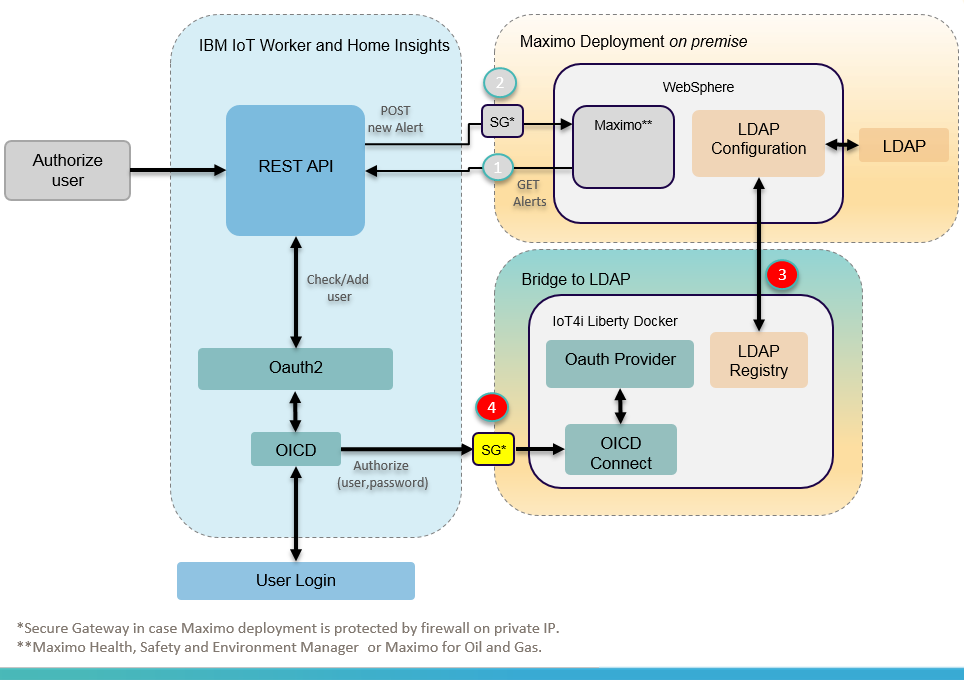 IBM IoT Worker and Home Insights
Maximo Deployment on premise
WebSphere
2
POST
new Alert
SG*
Maximo**
LDAP
Configuration
LDAP
Authorize
user
REST API
1
GET
Alerts
Check/Add
user
3
Bridge to LDAP
IoT4i Liberty Docker
Oauth Provider
LDAP
Registry
Oauth2
4
OICD
SG*
OICD
Connect
Authorize
(user,password)
User Login
*Secure Gateway in case Maximo deployment is protected by firewall on private IP.
**Maximo Health, Safety and Environment Manager or Maximo for Oil and Gas.